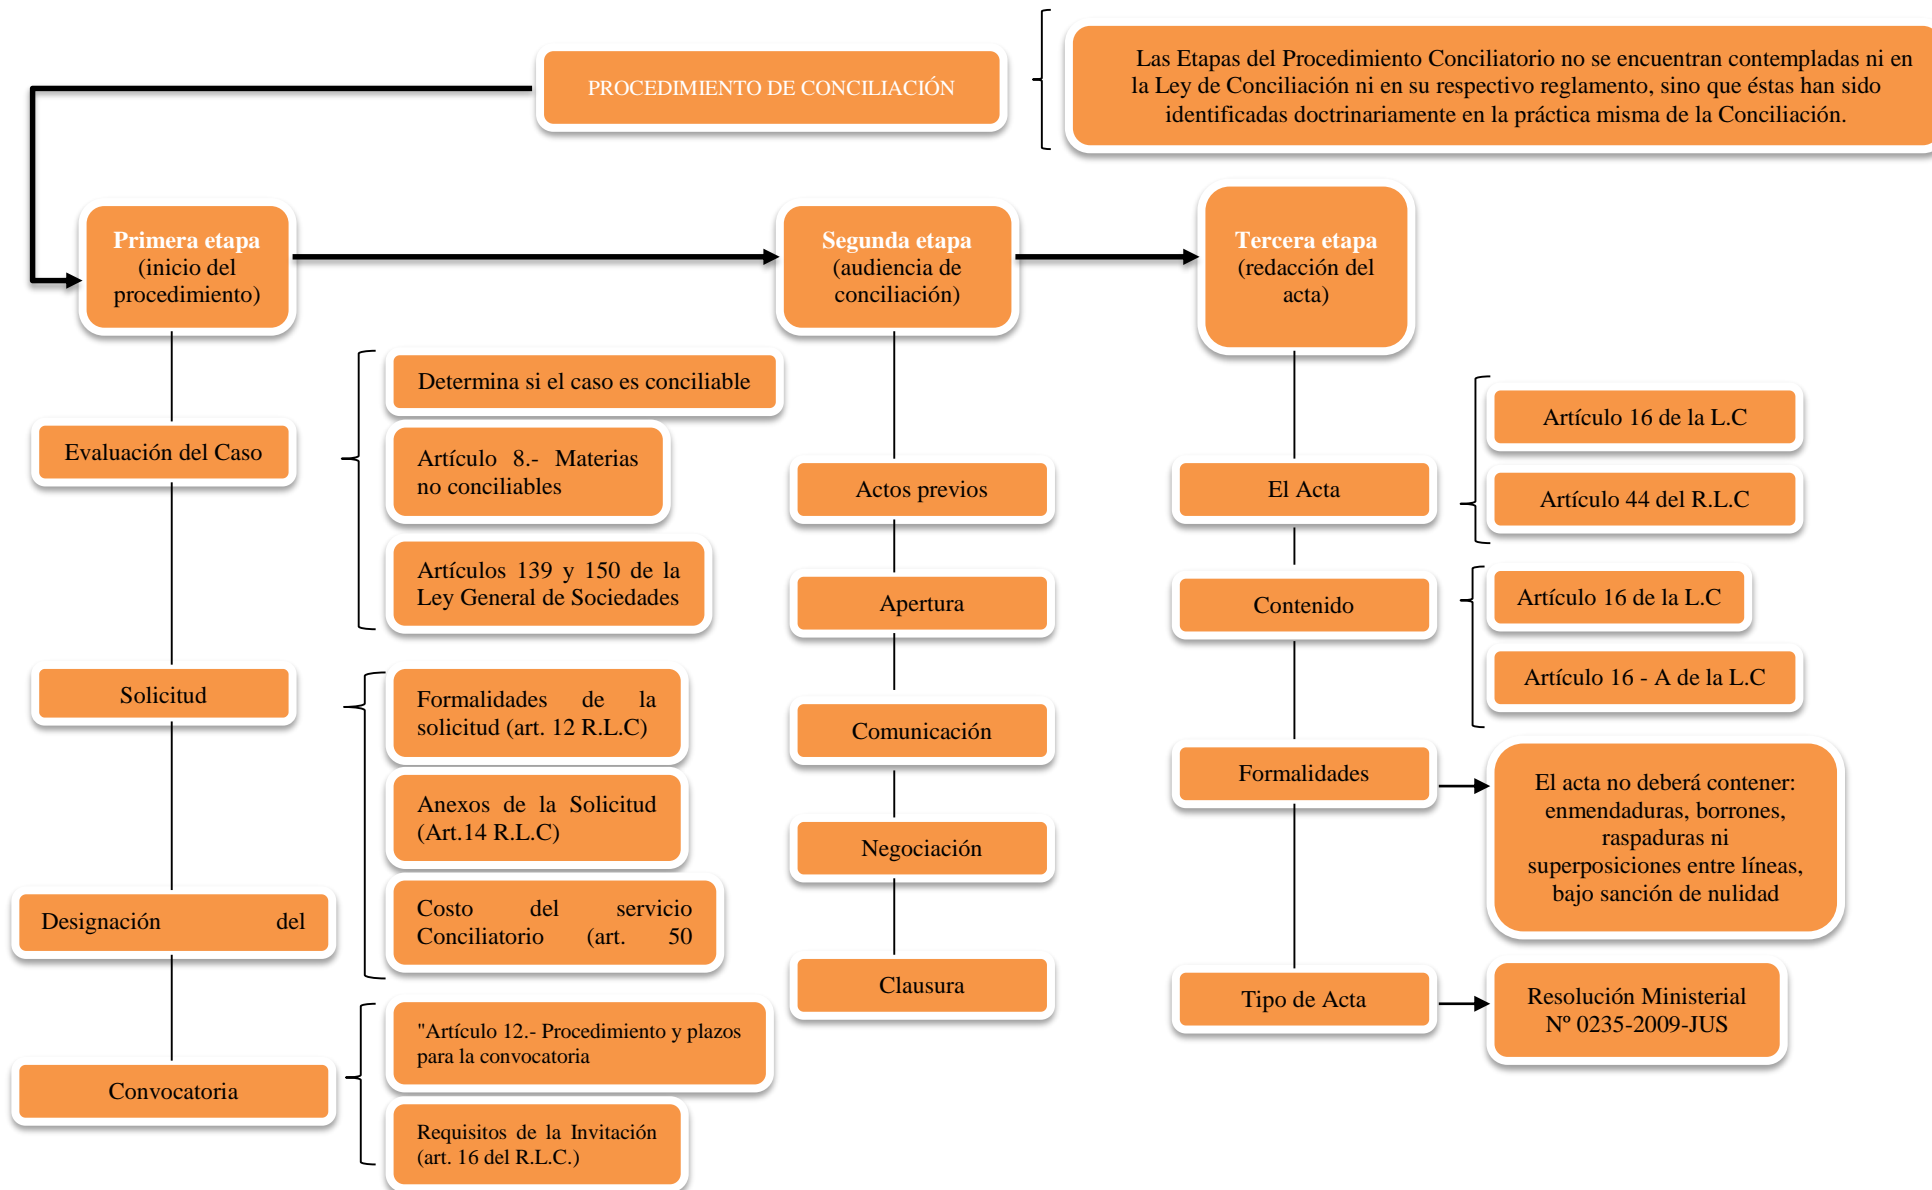 PROCEDIMIENTO DE CONCILIACIÓN
Las Etapas del Procedimiento Conciliatorio no se encuentran contempladas ni en
la Ley de Conciliación ni en su respectivo reglamento, sino que éstas han sido
identificadas doctrinariamente en la práctica misma de la Conciliación.
Primera etapa
(inicio del
procedimiento)
Segunda etapa
(audiencia de
conciliación)
Tercera etapa
(redacción del
acta)
Evaluación del Caso
Determina si el caso es conciliable
Artículo 8.- Materias
no conciliables
Artículos 139 y 150 de la
Ley General de Sociedades
Solicitud
Formalidades de la
solicitud (art. 12 R.L.C)
Anexos de la Solicitud
(Art.14 R.L.C)
Costo del servicio
Conciliatorio (art. 50
Designación del
Convocatoria
"Artículo 12.- Procedimiento y plazos
para la convocatoria
Requisitos de la Invitación
(art. 16 del R.L.C.)
Actos previos
Apertura
Comunicación
Negociación
Clausura
El Acta
Artículo 16 de la L.C
Artículo 44 del R.L.C
Contenido
Artículo 16 de la L.C
Artículo 16 - A de la L.C
Formalidades
El acta no deberá contener:
enmendaduras, borrones,
raspaduras ni
superposiciones entre líneas,
bajo sanción de nulidad
Tipo de Acta
Resolución Ministerial
Nº 0235-2009-JUS